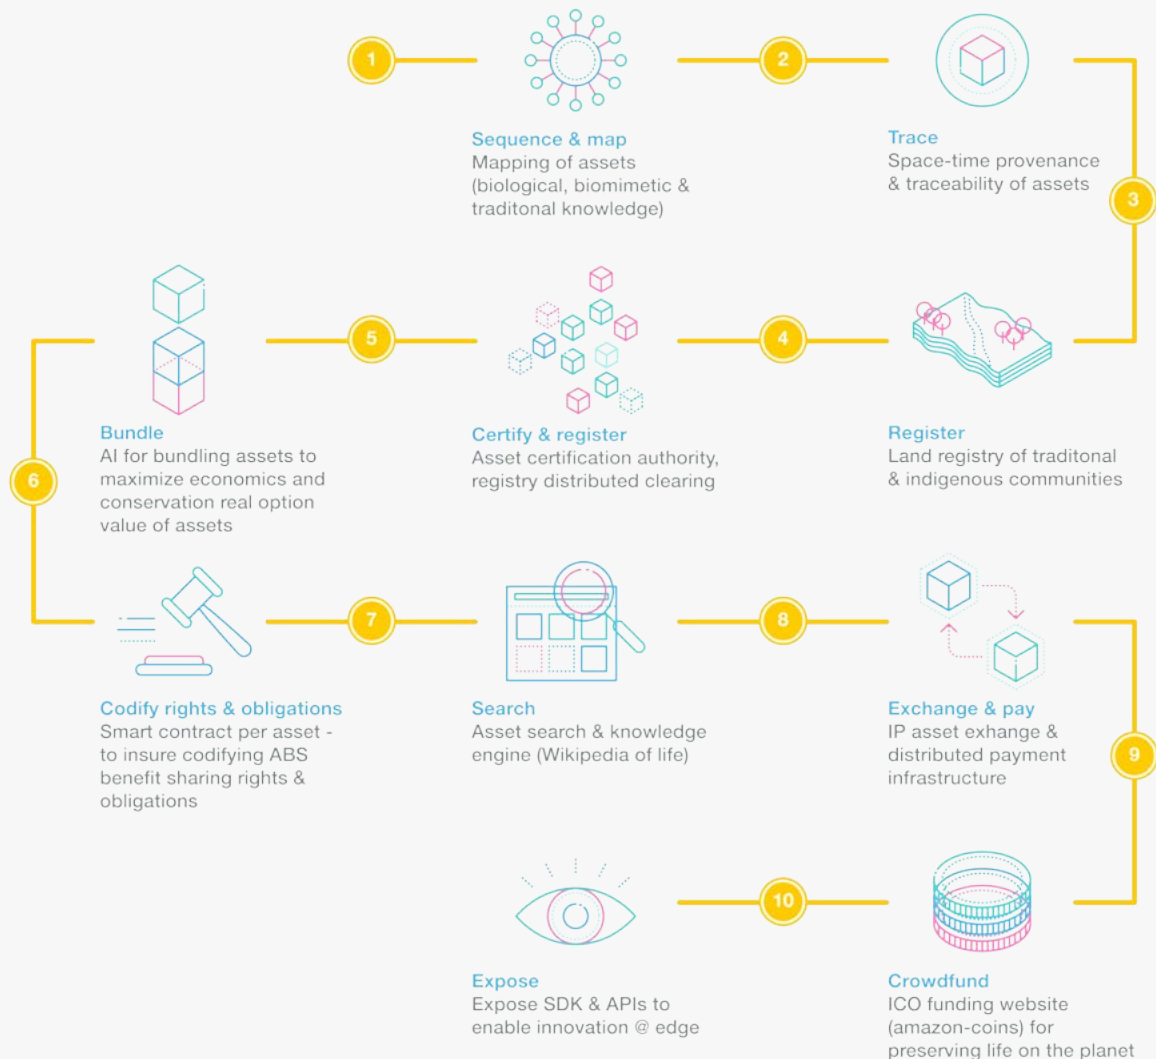 1
Sequence & map
Mapping of assets
(biological, biomimetic &
traditonal knowledge)
2
Trace
Space-time provenance
& traceability of assets
3
Register
Land registry of traditonal
& indigenous communities
4
Certify & register
Asset certification authority,
registry distributed clearing
5
Bundle
AI for bundling assets to
maximize economics and
conservation real option
value of assets
6
Codify rights & obligations
Smart contract per asset -
to insure codifying ABS
benefit sharing rights &
obligations
7
Search
Asset search & knowledge
engine (Wikipedia of life)
8
Exchange & pay
IP asset exhange &
distributed payment
infrastructure
9
Crowdfund
ICO funding website
(amazon-coins) for
preserving life on the planet
10
Expose
Expose SDK & APIs to
enable innovation @ edge